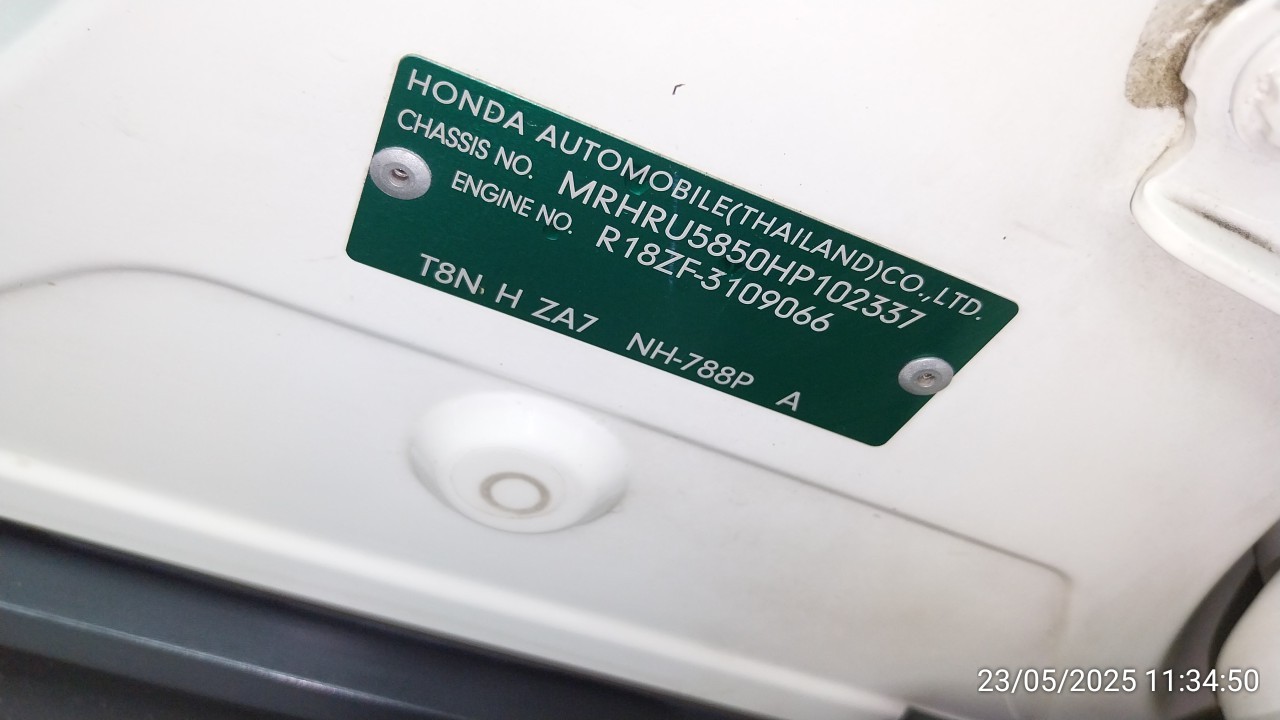 HONDA AUTOMOBILE(THAILAND)CO.,LTD.
CHASSIS NO. MRHRU5850HP102337
ENGINE NO. R18ZF-3109066
T8N, H ZA7 NH-788P A
23/05/2025 11:34:50